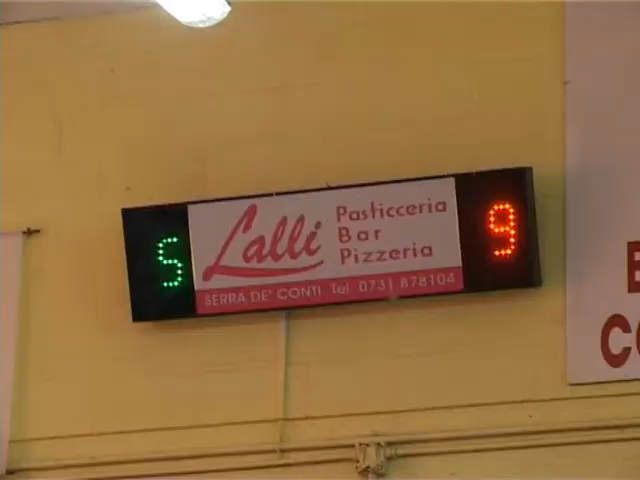 5
Lalli
Pasticceria
Bar
Pizzeria
SERRA DE' CONTI Tel. 0731 878104
9